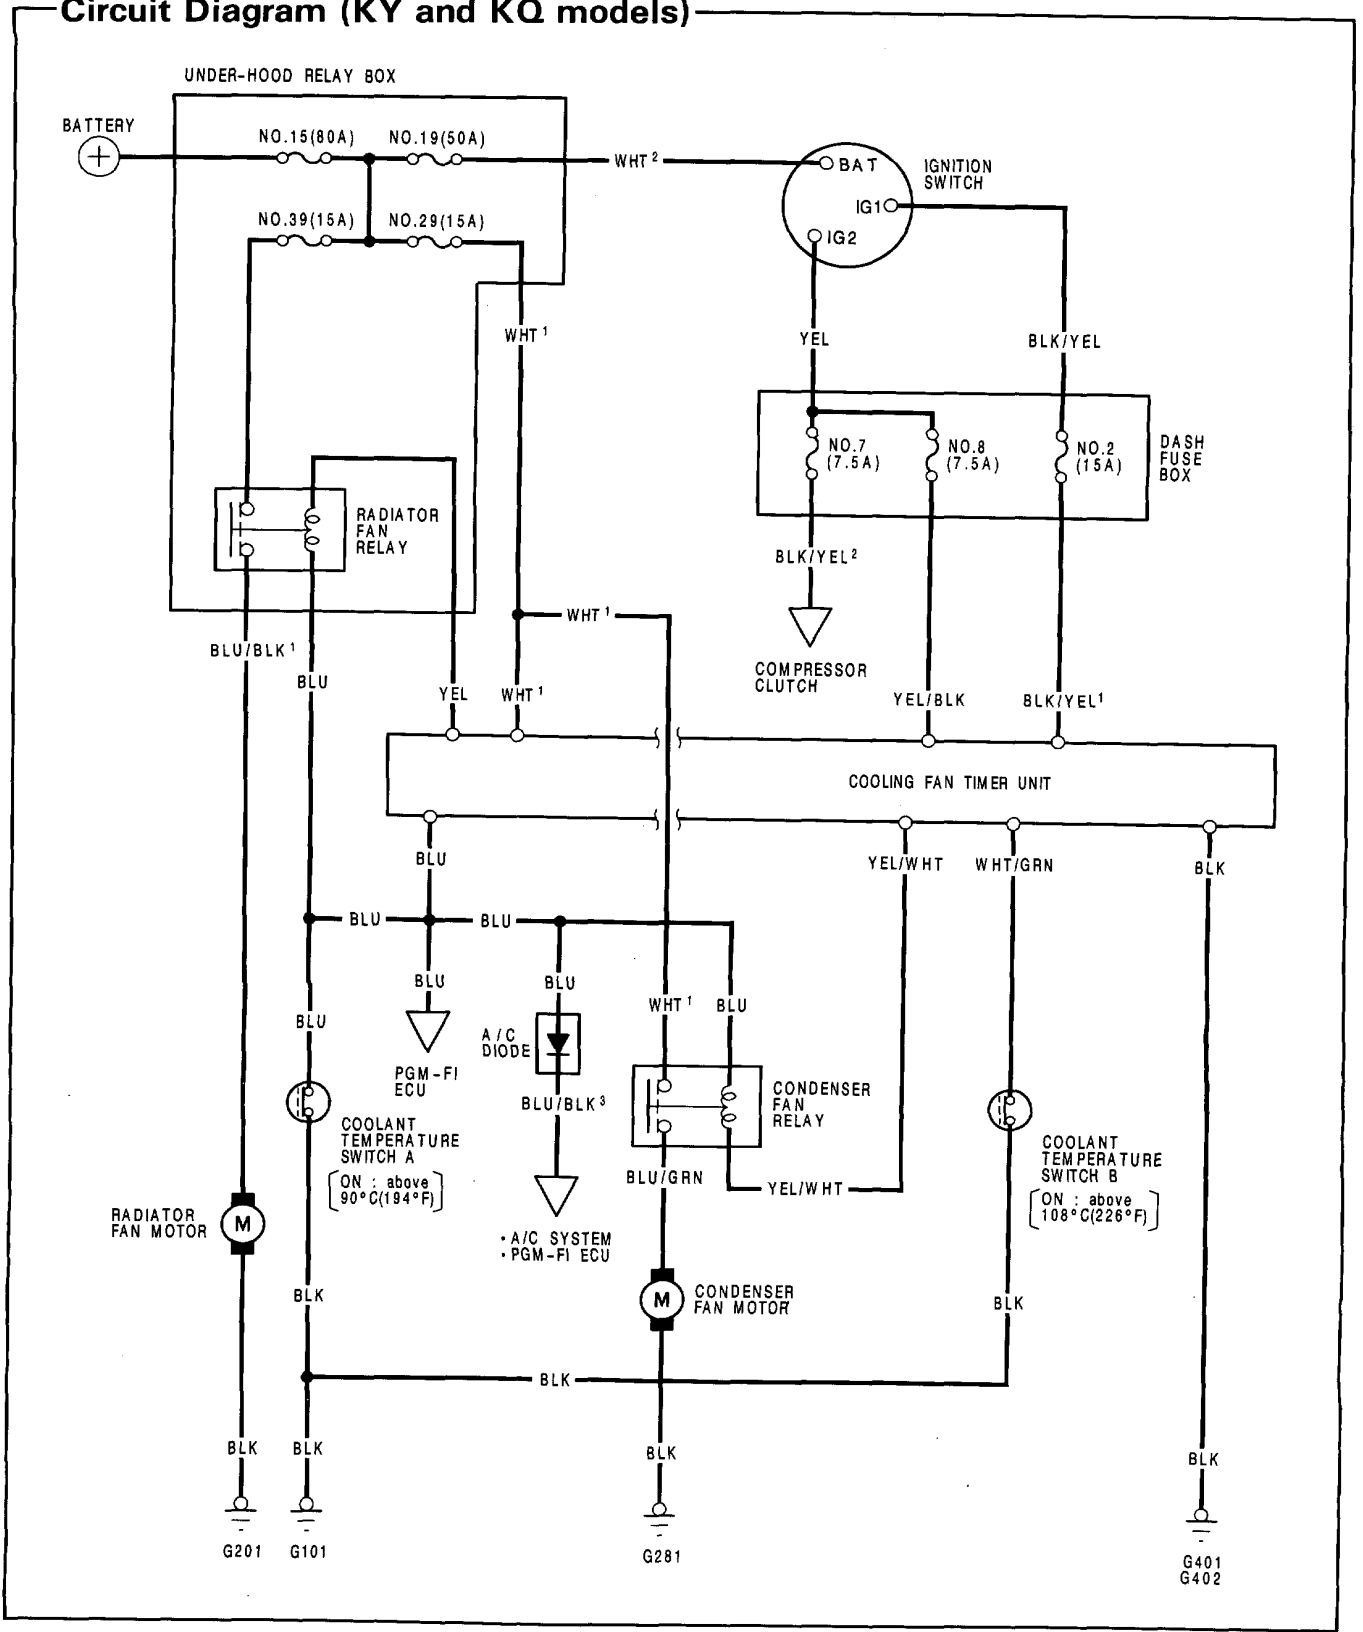 Circuit Diagram (KY and KQ models)
UNDER-HOOD RELAY BOX
BATTERY
+
NO.15(80A)
NO.19(50A)
WHT 2
BAT
IGNITION
SWITCH
IG1
IG2
NO.39(15A)
NO.29(15A)
WHT 1
YEL
BLK/YEL
NO.7
(7.5A)
NO.8
(7.5A)
NO.2
(15A)
DASH
FUSE
BOX
RADIATOR
FAN
RELAY
BLK/YEL 2
WHT 1
BLU/BLK 1
BLU
YEL
WHT 1
COMPRESSOR
CLUTCH
YEL/BLK
BLK/YEL 1
COOLING FAN TIMER UNIT
BLU
YEL/WHT
WHT/GRN
BLK
BLU
BLU
BLU
BLU
BLU
WHT 1
BLU
A/C
DIODE
PGM-FI
ECU
BLU/BLK 3
CONDENSER
FAN
RELAY
COOLANT
TEMPERATURE
SWITCH A
ON : above
90°C(194°F)
BLU/GRN
YEL/WHT
COOLANT
TEMPERATURE
SWITCH B
ON : above
108°C(226°F)
RADIATOR
FAN MOTOR
M
• A/C SYSTEM
• PGM-FI ECU
M
CONDENSER
FAN MOTOR
BLK
BLK
BLK
BLK
BLK
BLK
BLK
G201
G101
G281
G401
G402